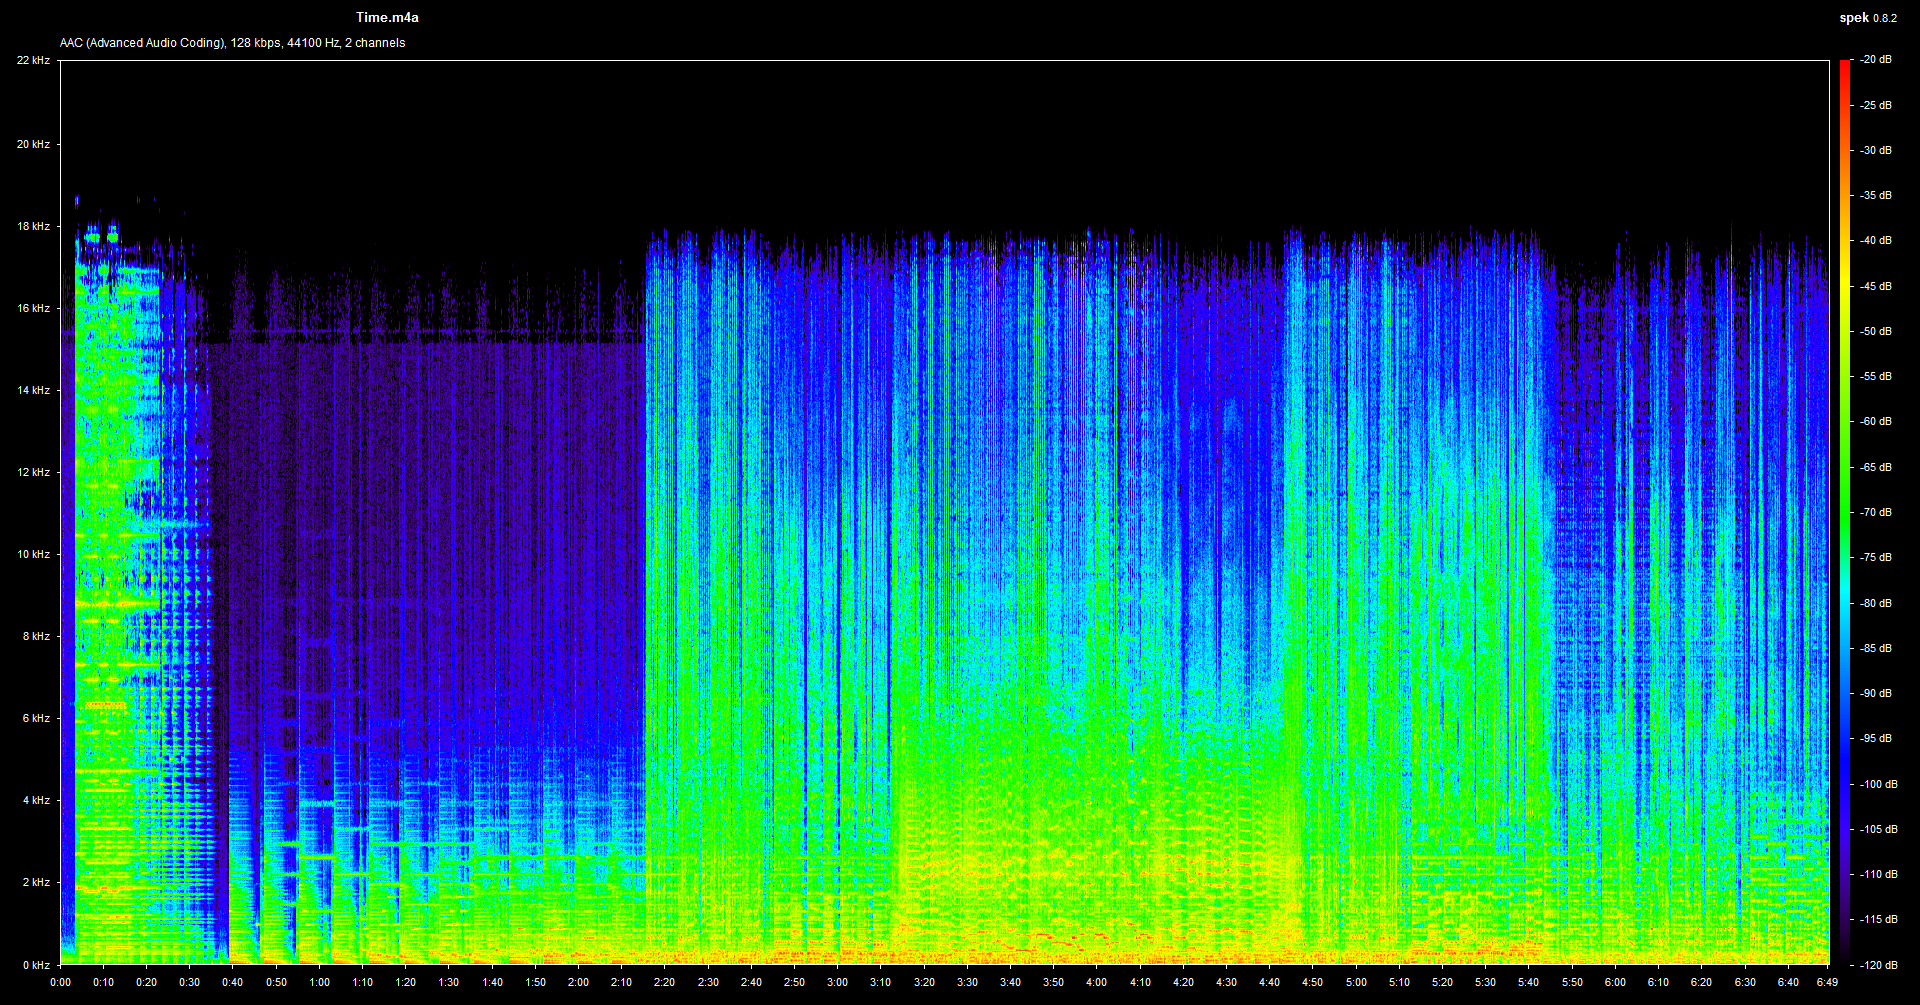 Time.m4a
spek 0.8.2
AAC (Advanced Audio Coding), 128 kbps, 44100 Hz, 2 channels
22 kHz
20 kHz
18 kHz
16 kHz
14 kHz
12 kHz
10 kHz
8 kHz
6 kHz
4 kHz
2 kHz
0 kHz
0:00 0:10 0:20 0:30 0:40 0:50 1:00 1:10 1:20 1:30 1:40 1:50 2:00 2:10 2:20 2:30 2:40 2:50 3:00 3:10 3:20 3:30 3:40 3:50 4:00 4:10 4:20 4:30 4:40 4:50 5:00 5:10 5:20 5:30 5:40 5:50 6:00 6:10 6:20 6:30 6:40 6:49
-20 dB
-25 dB
-30 dB
-35 dB
-40 dB
-45 dB
-50 dB
-55 dB
-60 dB
-65 dB
-70 dB
-75 dB
-80 dB
-85 dB
-90 dB
-95 dB
-100 dB
-105 dB
-110 dB
-115 dB
-120 dB